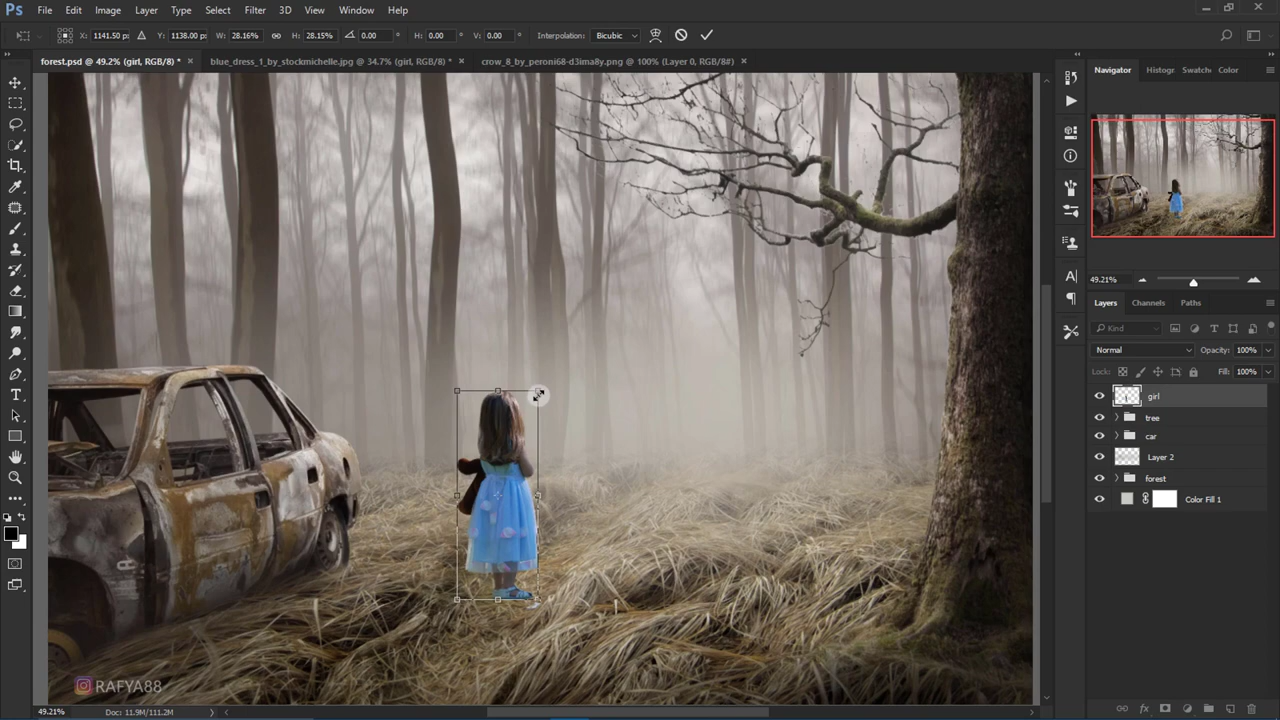 Ps File Edit Image Layer Type Select Filter 3D View Window Help
X: 1141.50 px Y: 1138.00 px W: 28.16% H: 28.15% 0.00 ° H: 0.00 ° V: 0.00 ° Interpolation: Bicubic
forest.psd @ 49.2% (girl, RGB/8) * × blue_dress_1_by_stockmichelle.jpg @ 34.7% (girl, RGB/8) * × crow_8_by_peroni68-d3ima8y.png @ 100% (Layer 0, RGB/8#) ×
Navigator Histogr Swatch Color
49.21%
Layers Channels Paths
Kind
Normal Opacity: 100%
Lock: Fill: 100%
girl
tree
car
Layer 2
forest
Color Fill 1
RAFYA88
49.21% Doc: 11.9M/111.2M